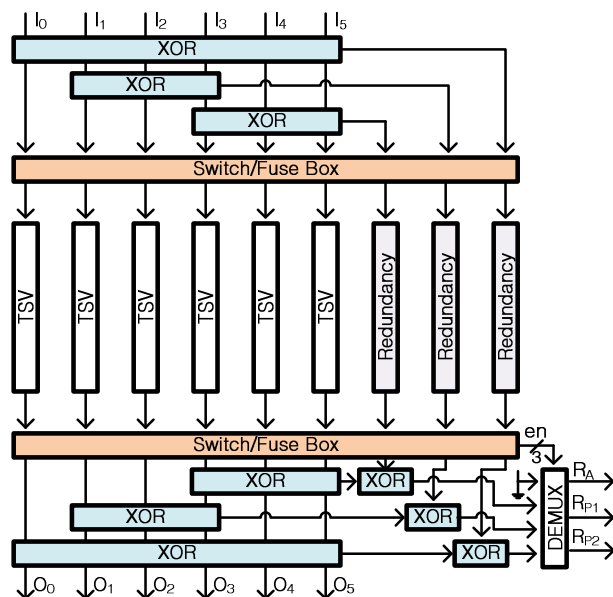 I0 I1 I2 I3 I4 I5
XOR
XOR
XOR
Switch/Fuse Box
TSV TSV TSV TSV TSV TSV Redundancy Redundancy Redundancy
Switch/Fuse Box
en
3
XOR XOR
XOR XOR
XOR XOR
DEMUX
RA
RP1
RP2
O0 O1 O2 O3 O4 O5